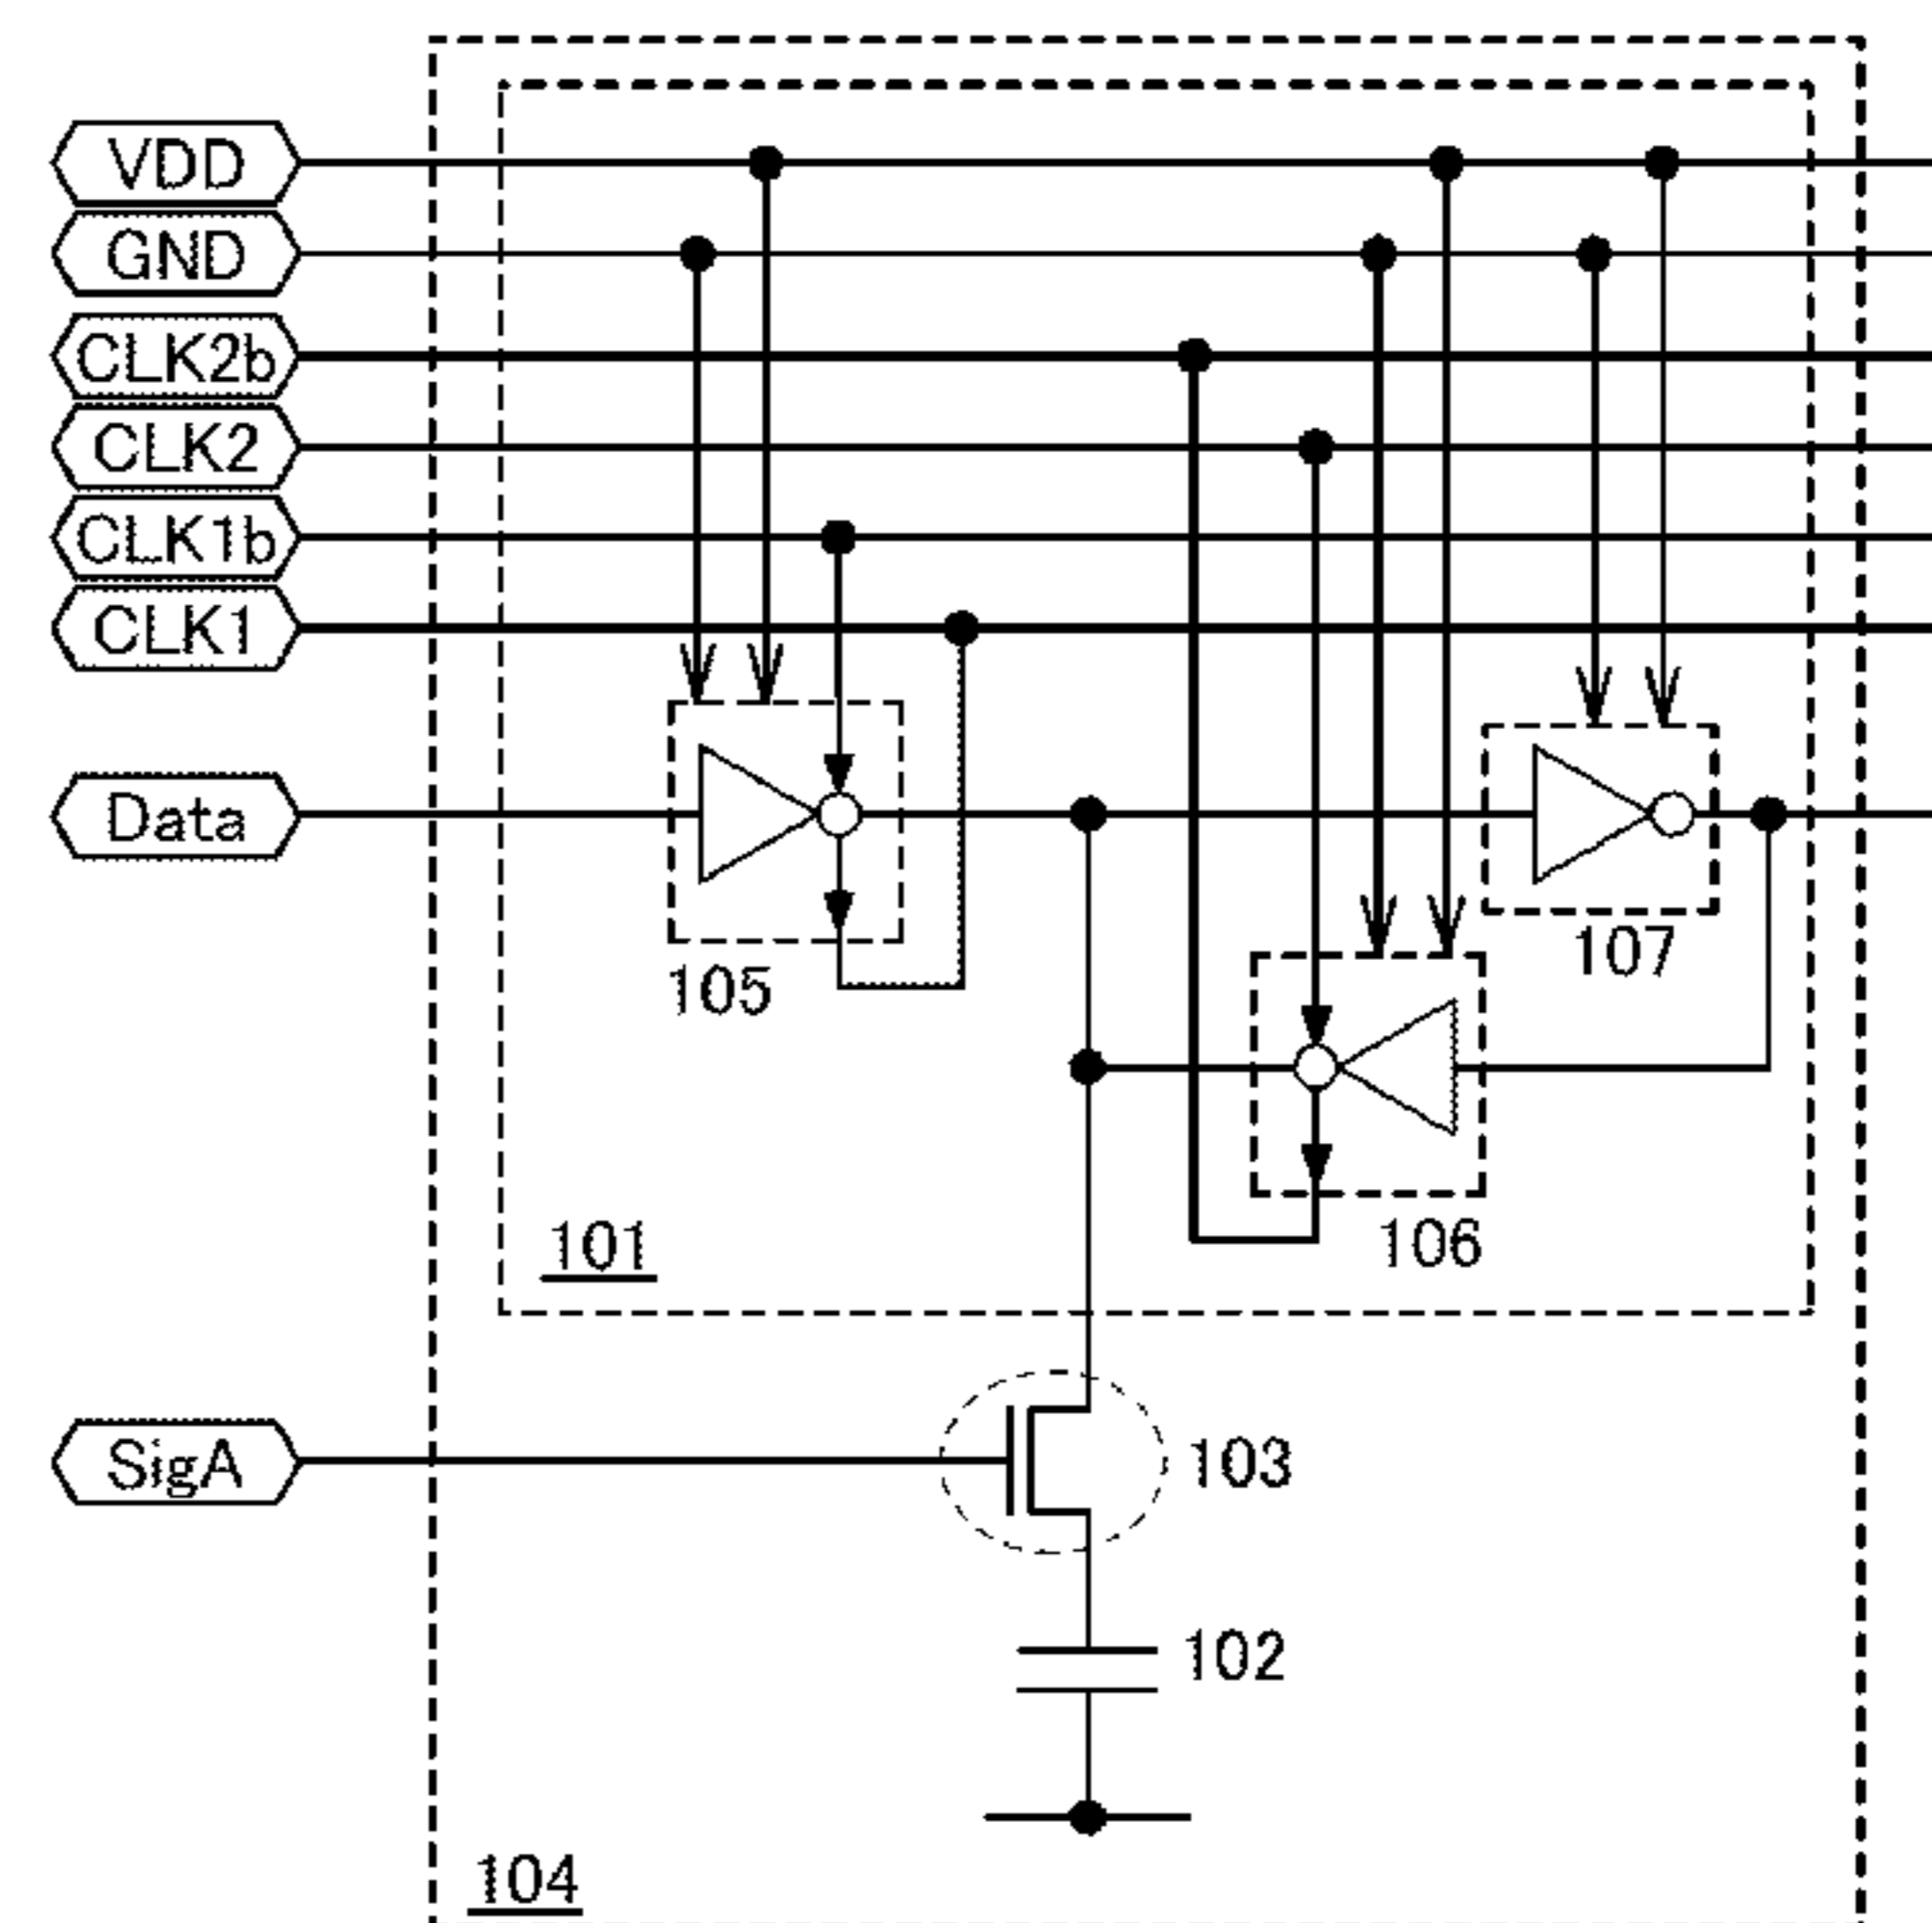 VDD
GND
CLK2b
CLK2
CLK1b
CLK1
Data
107
105
101
106
SigA
103
102
104